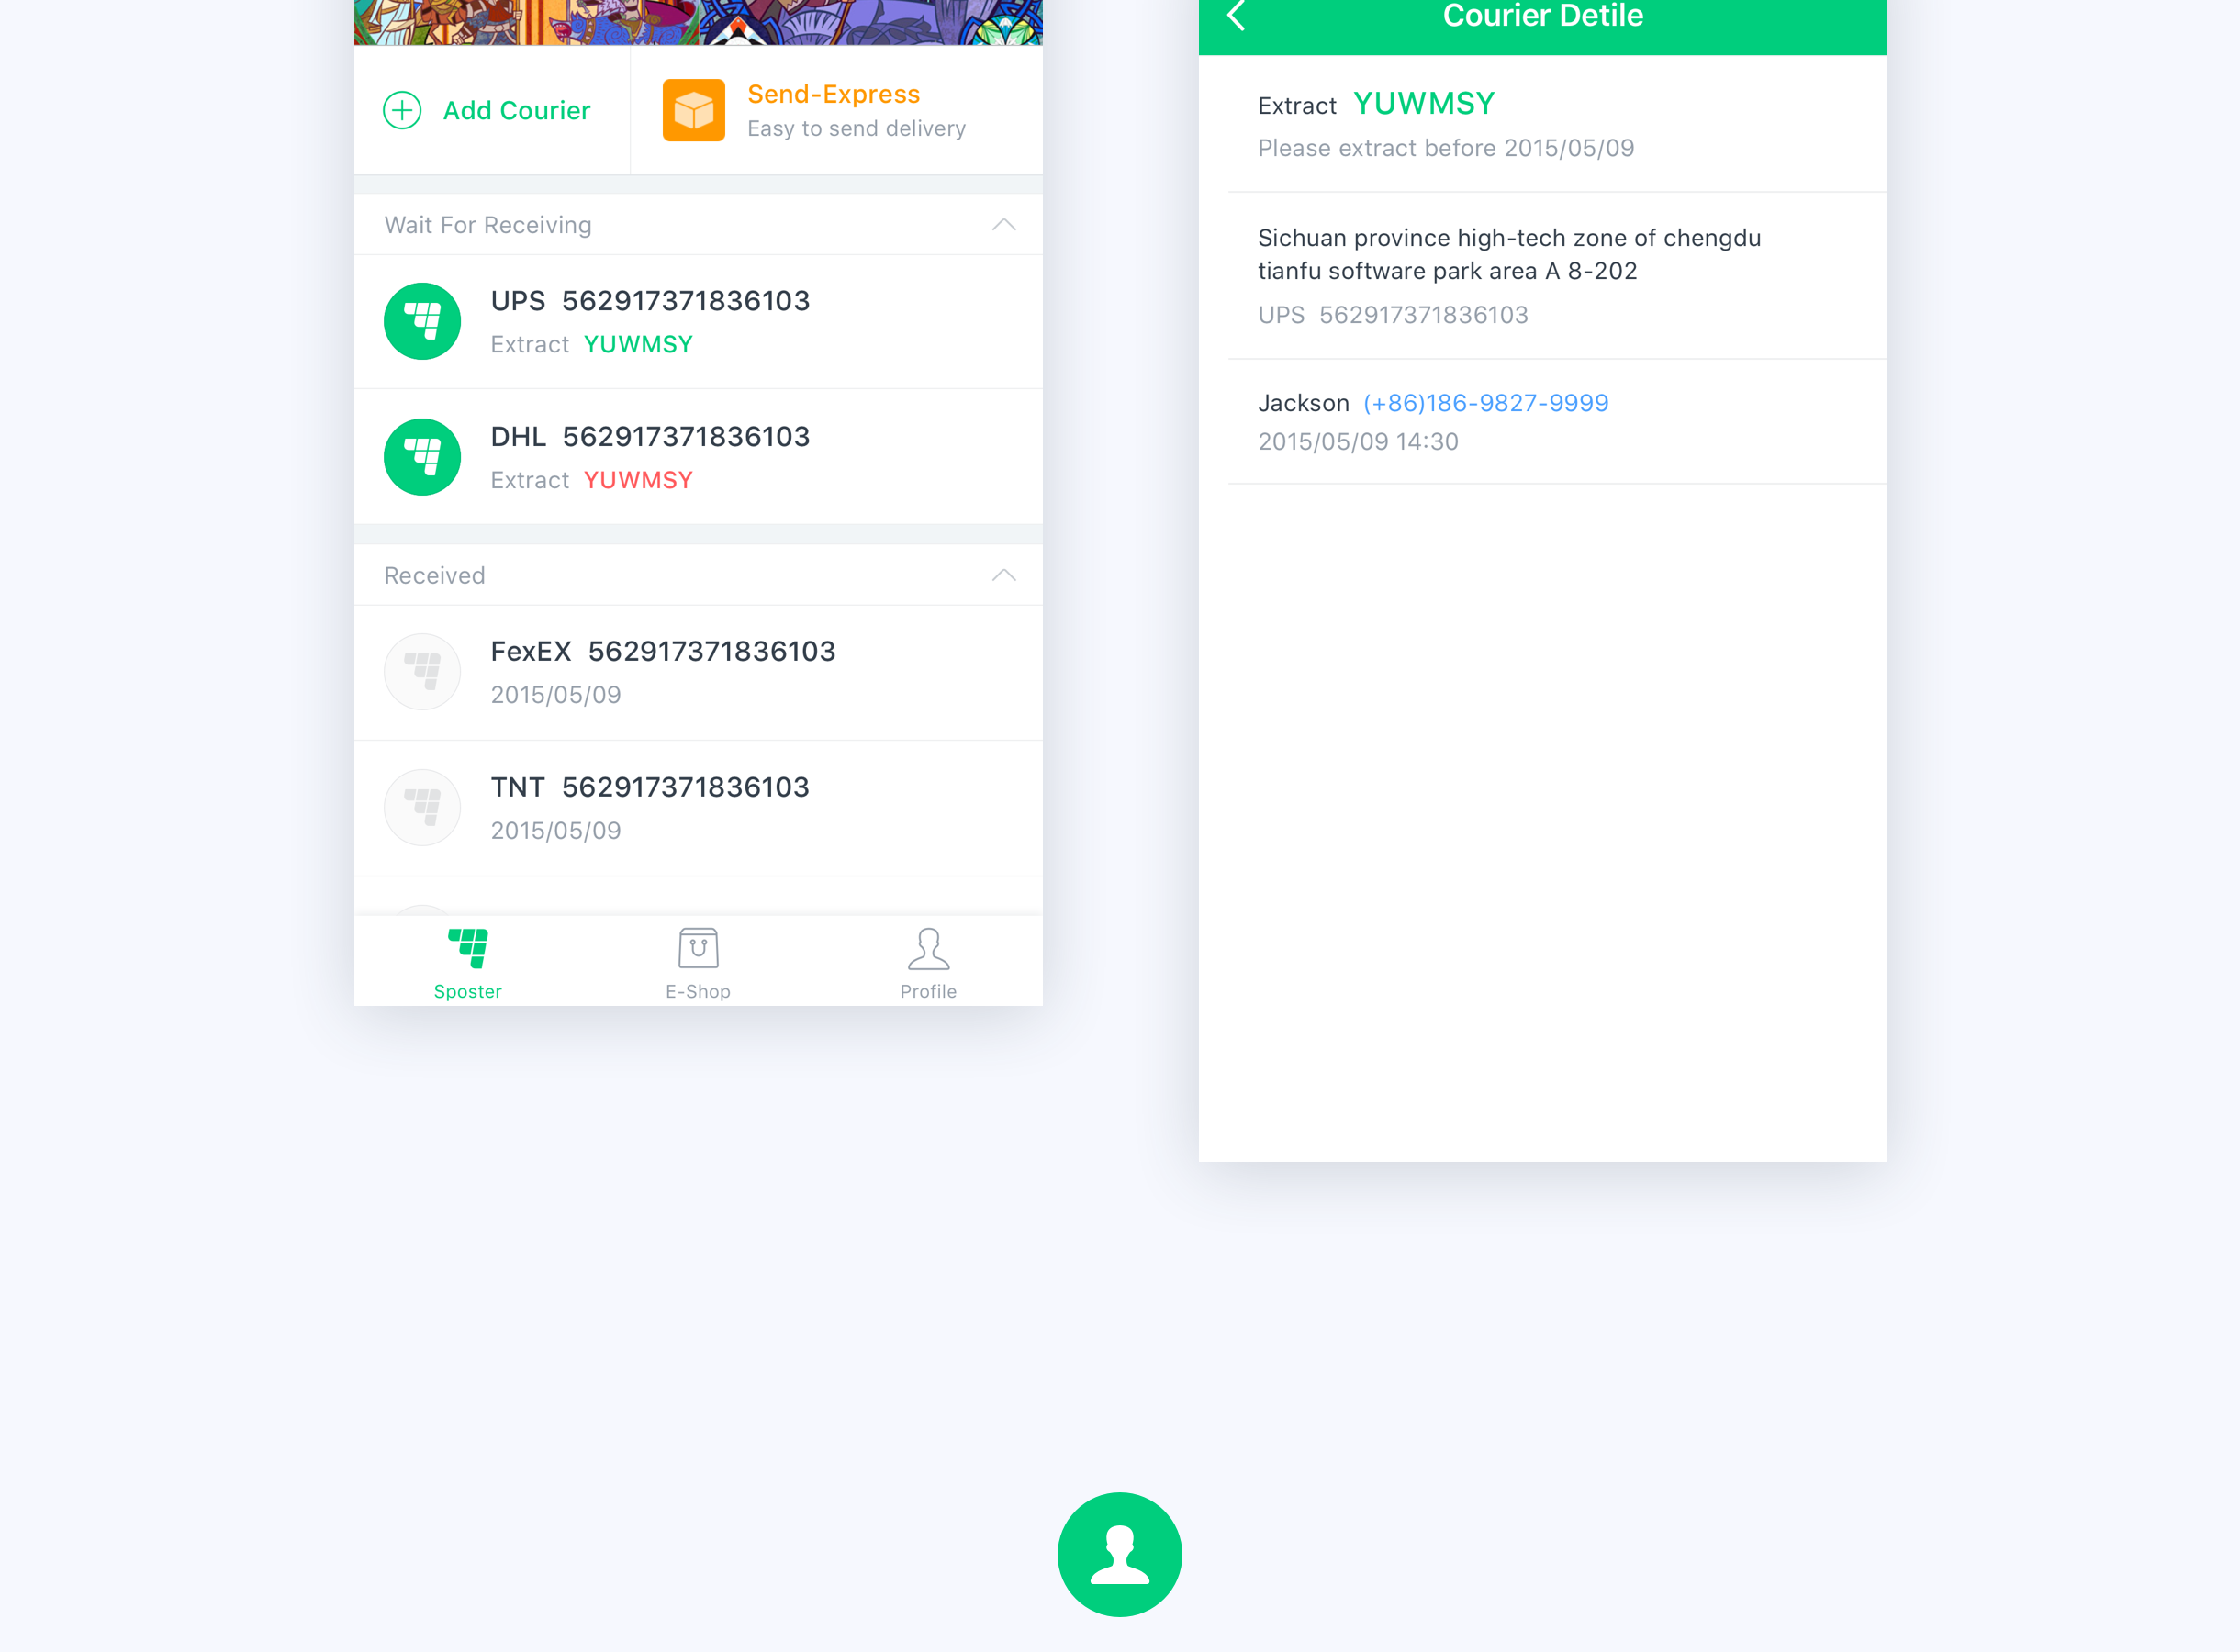 Add Courier
Send-Express
Easy to send delivery
Wait For Receiving
UPS 562917371836103
Extract YUWMSY
DHL 562917371836103
Extract YUWMSY
Received
FexEX 562917371836103
2015/05/09
TNT 562917371836103
2015/05/09
Sposter
E-Shop
Profile
Courier Detile
Extract YUWMSY
Please extract before 2015/05/09
Sichuan province high-tech zone of chengdu
tianfu software park area A 8-202
UPS 562917371836103
Jackson (+86)186-9827-9999
2015/05/09 14:30